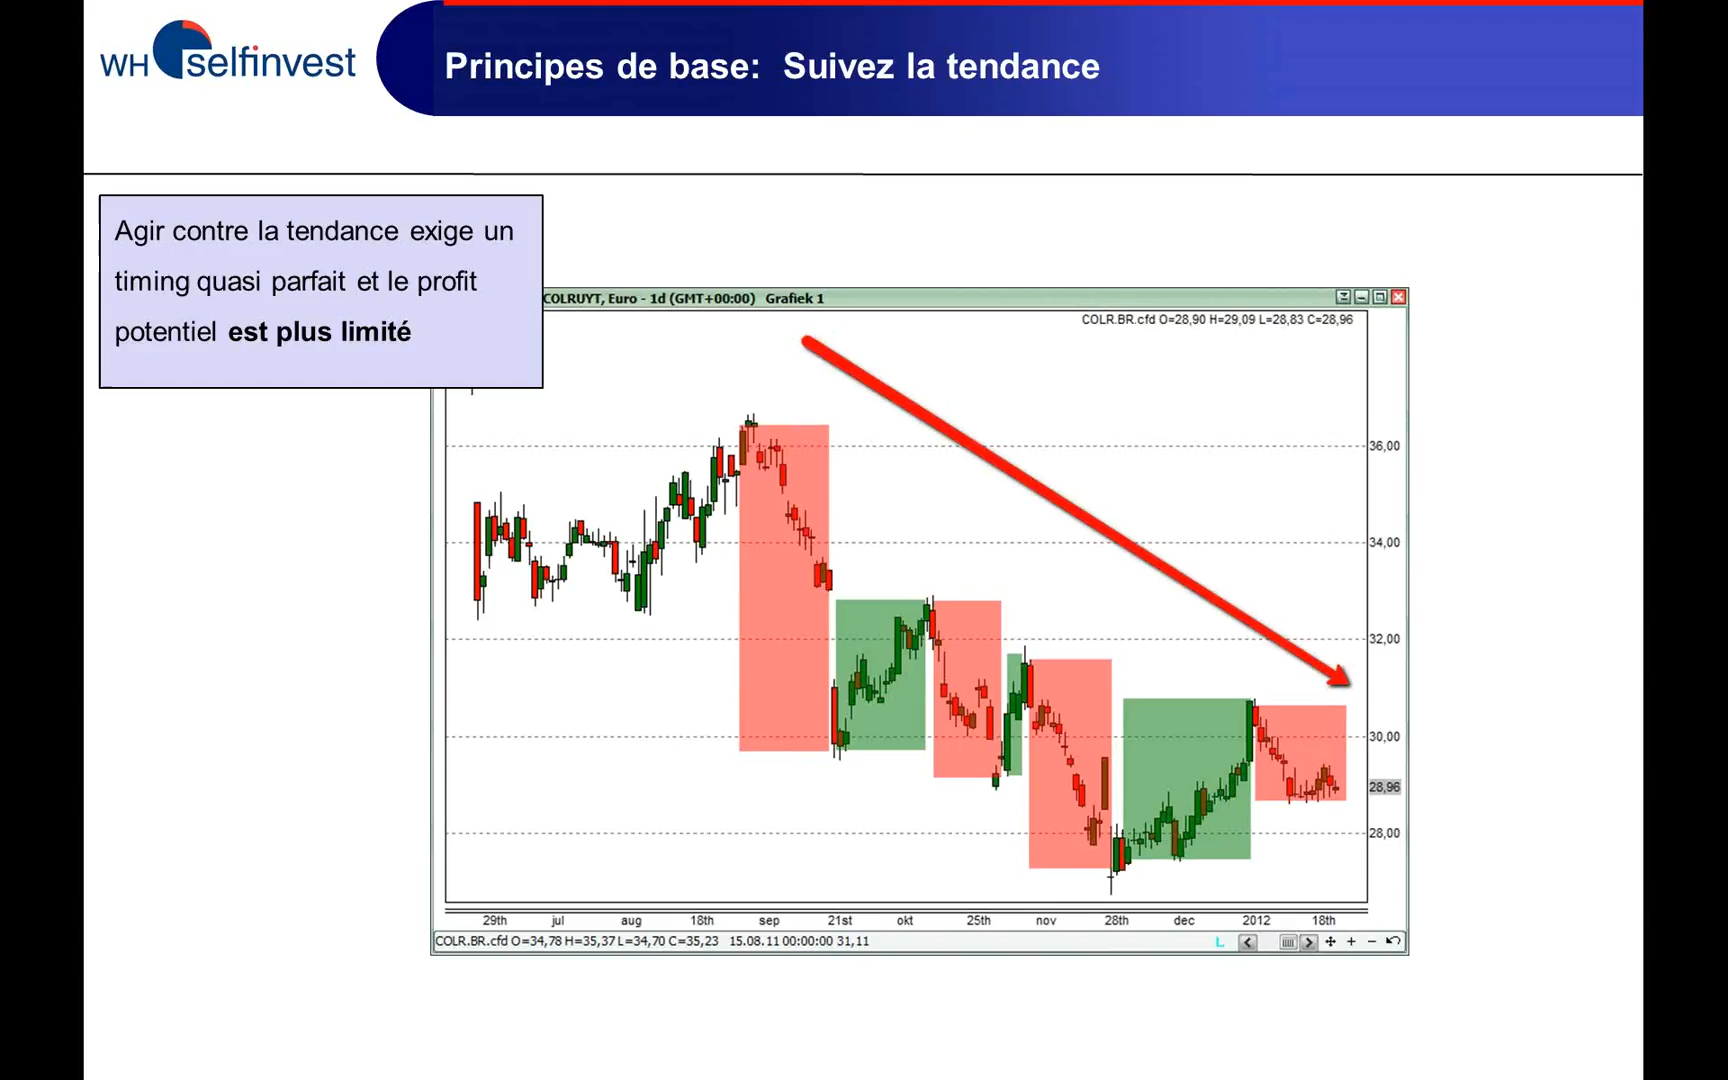 WH selfinvest
Principes de base: Suivez la tendance
Agir contre la tendance exige un
timing quasi parfait et le profit
potentiel est plus limité
COLRUYT, Euro - 1d (GMT+00:00) Grafiek 1
COLR.BR.cfd O=28,90 H=29,09 L=28,83 C=28,96
36,00
34,00
32,00
30,00
28,96
28,00
29th jul aug 18th sep 21st okt 25th nov 28th dec 2012 18th
COLR.BR.cfd O=34,78 H=35,37 L=34,70 C=35,23 15.08.11 00:00:00 31,11
L